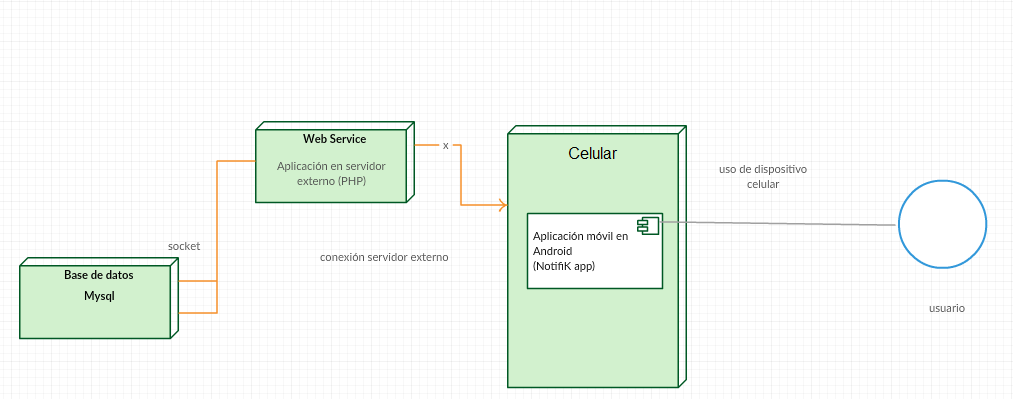 Web Service
Aplicación en servidor
externo (PHP)
x
Celular
uso de dispositivo
celular
Aplicación móvil en
Android
(NotifiK app)
socket
conexión servidor externo
Base de datos
Mysql
usuario